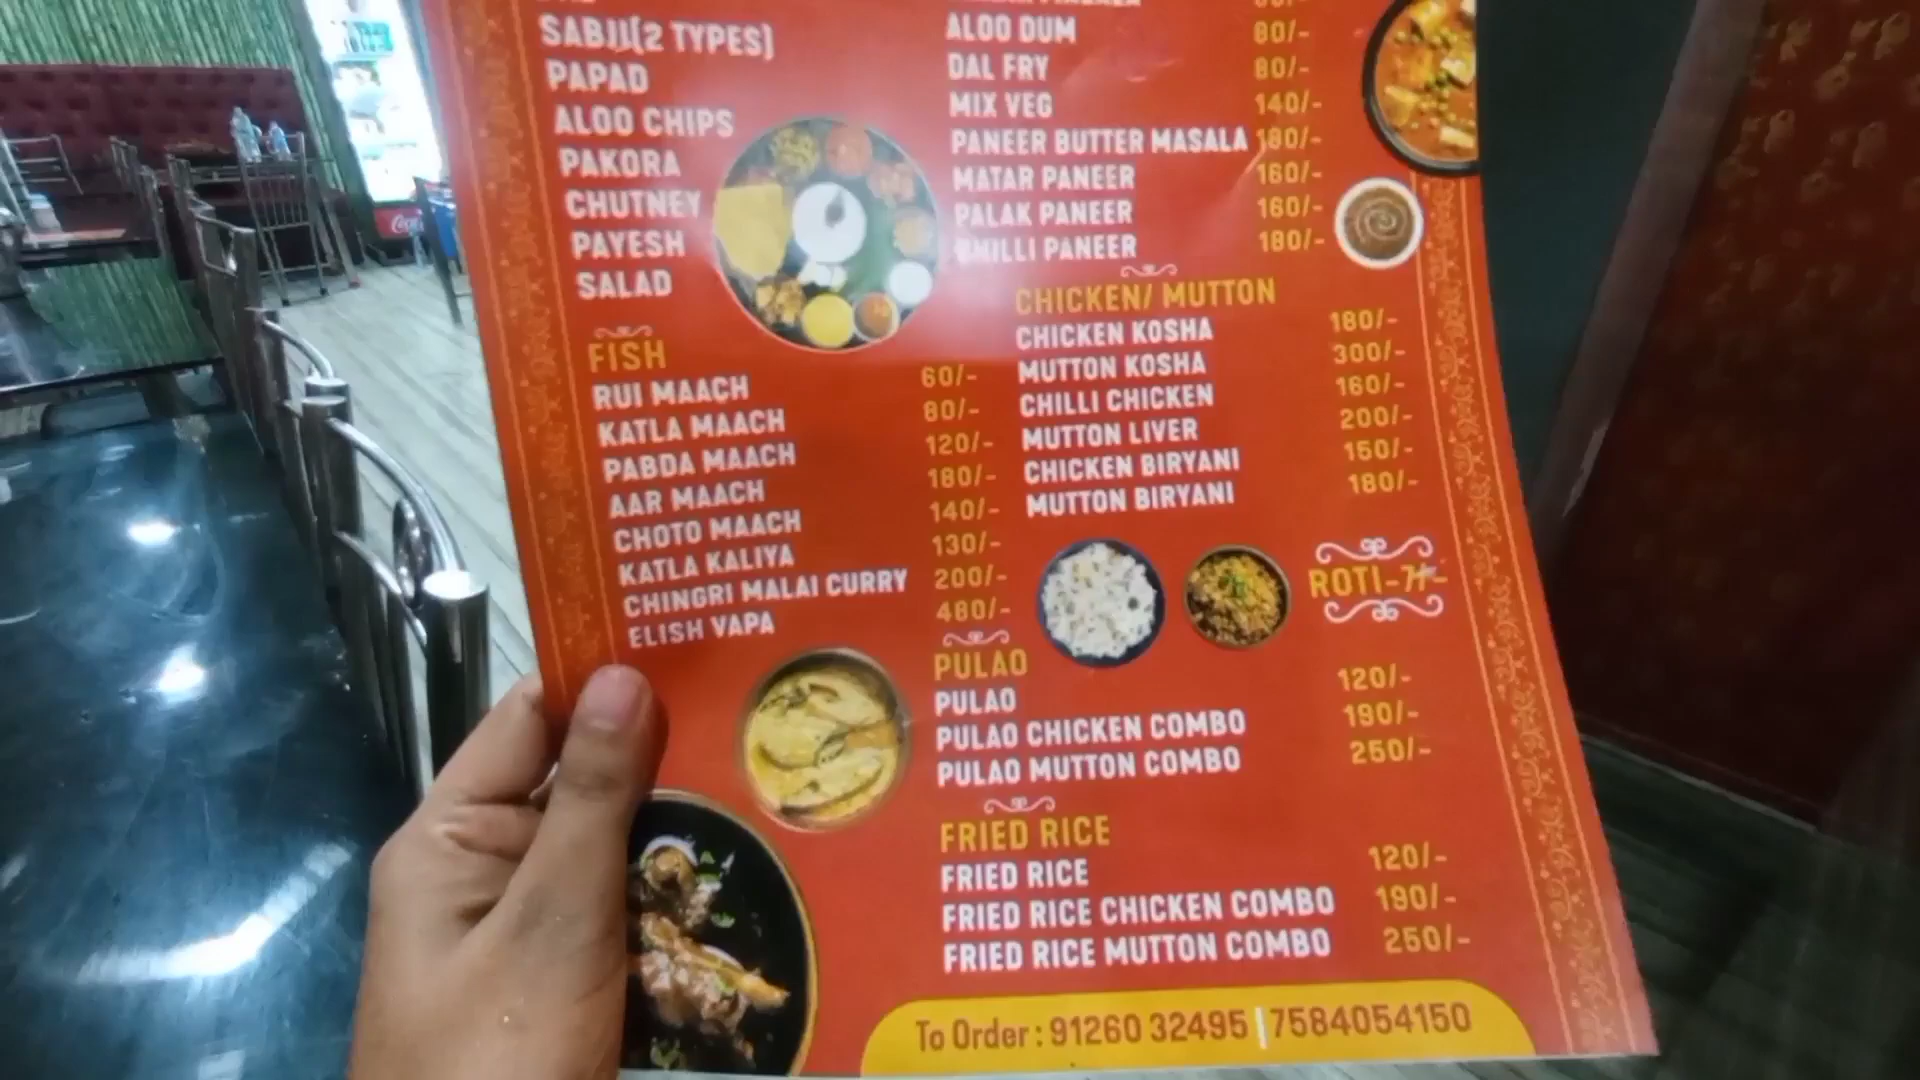 SABJI(2 TYPES)
PAPAD
ALOO CHIPS
PAKORA
CHUTNEY
PAYESH
SALAD
FISH
RUI MAACH 60/-
KATLA MAACH 80/-
PABDA MAACH 120/-
AAR MAACH 180/-
CHOTO MAACH 140/-
KATLA KALIYA 130/-
CHINGRI MALAI CURRY 200/-
ELISH VAPA 480/-
ALOO DUM 80/-
DAL FRY 80/-
MIX VEG 140/-
PANEER BUTTER MASALA 180/-
MATAR PANEER 160/-
PALAK PANEER 160/-
CHILLI PANEER 180/-
CHICKEN/ MUTTON
CHICKEN KOSHA 180/-
MUTTON KOSHA 300/-
CHILLI CHICKEN 160/-
MUTTON LIVER 200/-
CHICKEN BIRYANI 150/-
MUTTON BIRYANI 180/-
ROTI-7/-
PULAO
PULAO 120/-
PULAO CHICKEN COMBO 190/-
PULAO MUTTON COMBO 250/-
FRIED RICE
FRIED RICE 120/-
FRIED RICE CHICKEN COMBO 190/-
FRIED RICE MUTTON COMBO 250/-
To Order : 91260 32495 | 7584054150